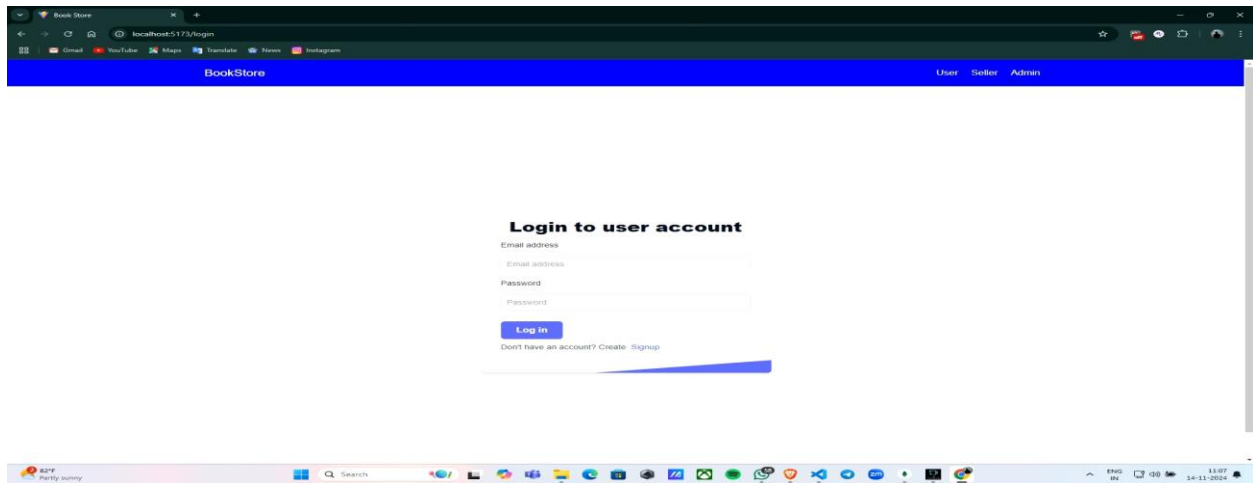 Book Store
localhost:5173/login
Gmail YouTube Maps Translate News Instagram
BookStore User Seller Admin
Login to user account
Email address
Email address
Password
Password
Log in
Don't have an account? Create Signup
82°F
Partly sunny
Search
ENG
IN
11:07
14-11-2024